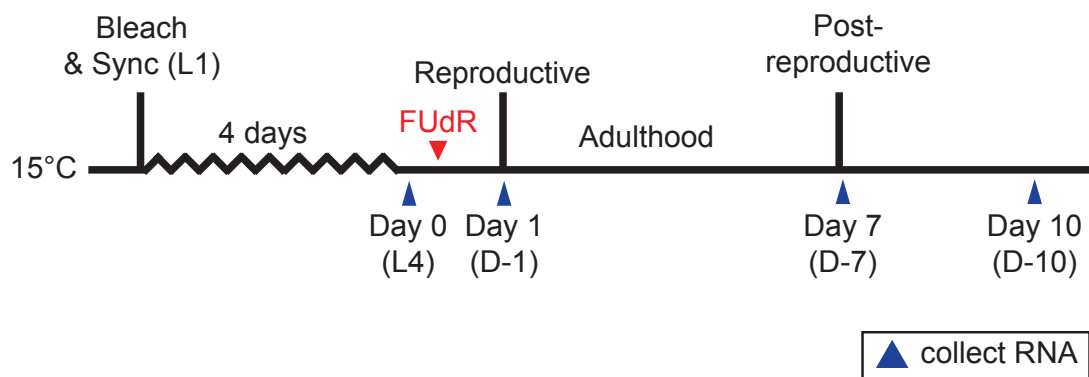 Bleach
& Sync (L1)
Reproductive
Post-
reproductive
4 days
FUdR
Adulthood
15°C
Day 0
(L4)
Day 1
(D-1)
Day 7
(D-7)
Day 10
(D-10)
collect RNA